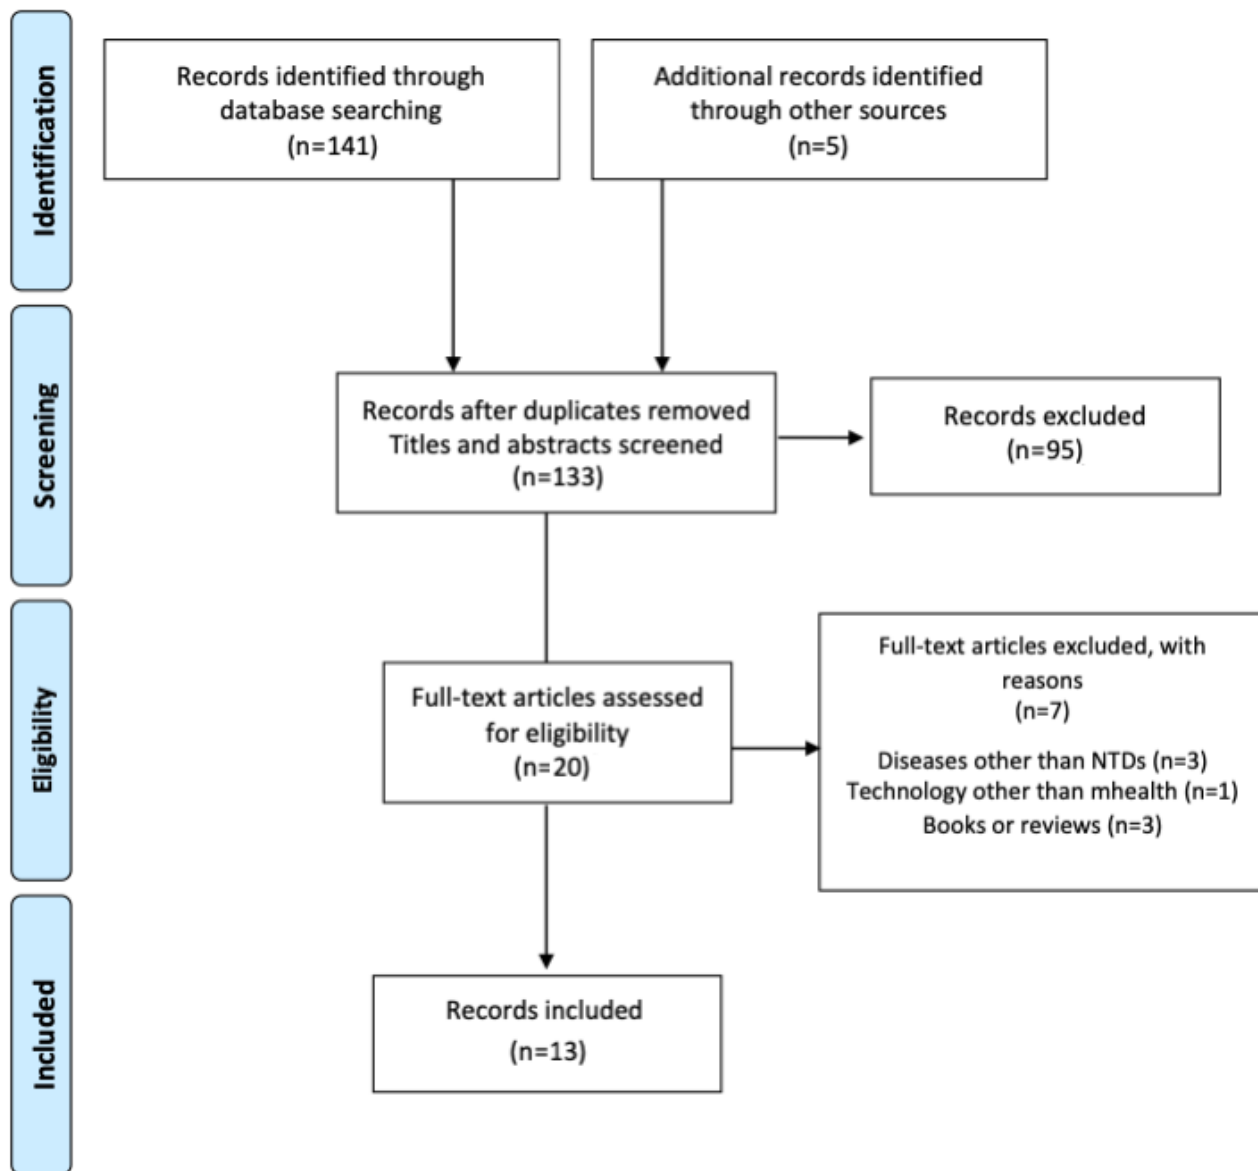 Identification
Records identified through
database searching
(n=141)
Additional records identified
through other sources
(n=5)
Screening
Records after duplicates removed
Titles and abstracts screened
(n=133)
Records excluded
(n=95)
Eligibility
Full-text articles assessed
for eligibility
(n=20)
Full-text articles excluded, with
reasons
(n=7)
Diseases other than NTDs (n=3)
Technology other than mhealth (n=1)
Books or reviews (n=3)
Included
Records included
(n=13)